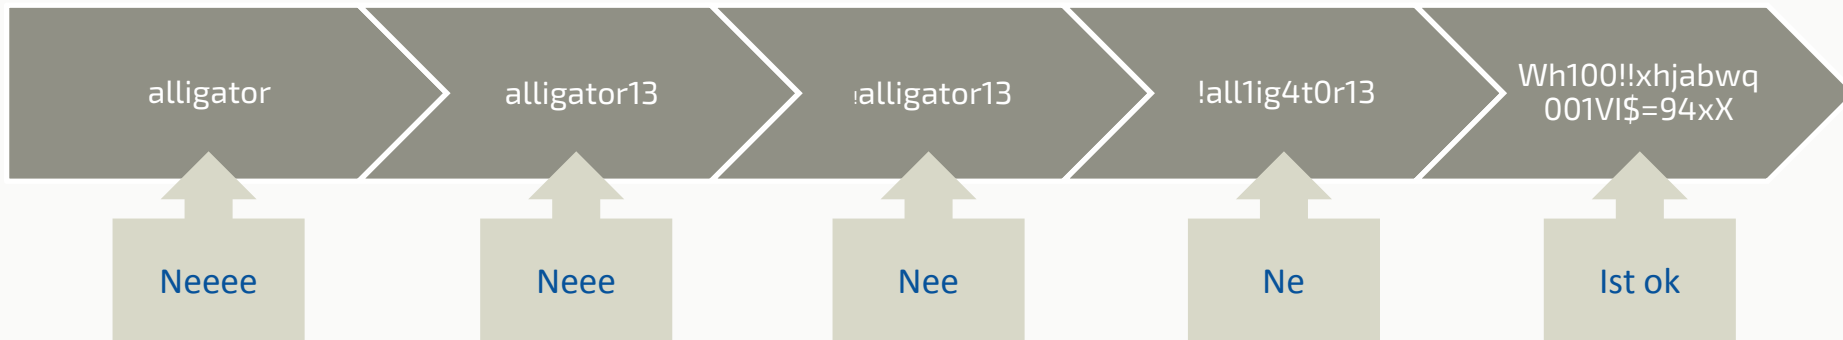 alligator
alligator13
!alligator13
!all1ig4t0r13
Wh100!!xhjabwq
001VI$=94xX
Neeee
Neee
Nee
Ne
Ist ok